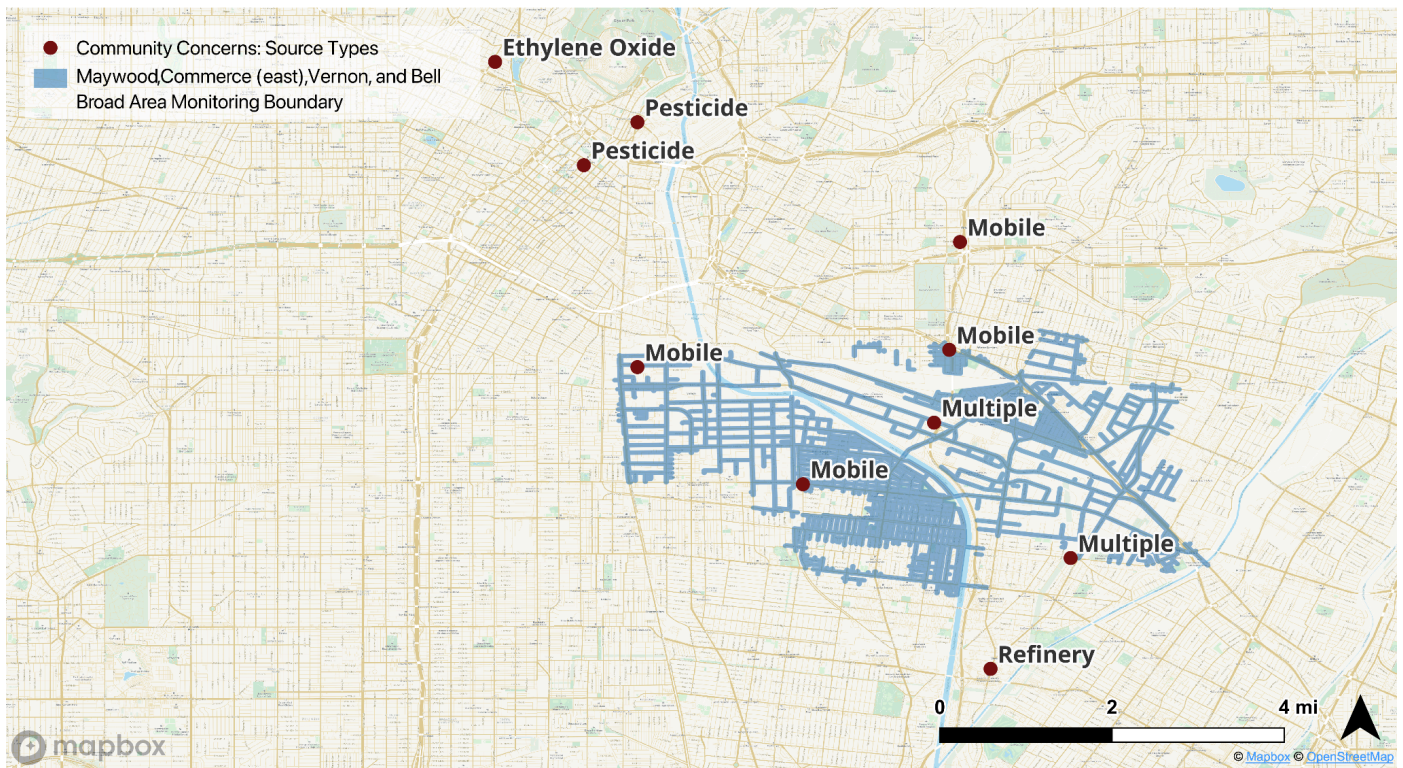 Community Concerns: Source Types
Maywood,Commerce (east),Vernon, and Bell
Broad Area Monitoring Boundary
Ethylene Oxide
Pesticide
Pesticide
Mobile
Mobile
Mobile
Multiple
Mobile
Multiple
Refinery
0 2 4 mi
mapbox
© Mapbox © OpenStreetMap